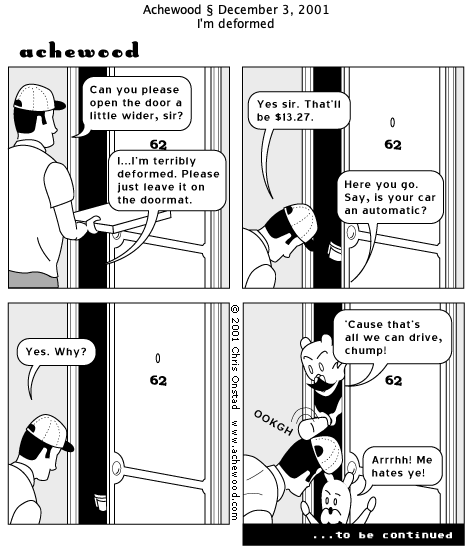 Achewood § December 3, 2001
I'm deformed
achewood
Can you please
open the door a
little wider, sir?
62
I...I'm terribly
deformed. Please
just leave it on
the doormat.
Yes sir. That'll
be $13.27.
62
Here you go.
Say, is your car
an automatic?
Yes. Why?
62
© 2001 Chris Onstad www.achewood.com
'Cause that's
all we can drive,
chump!
62
OOKGH
Arrrhh! Me
hates ye!
...to be continued